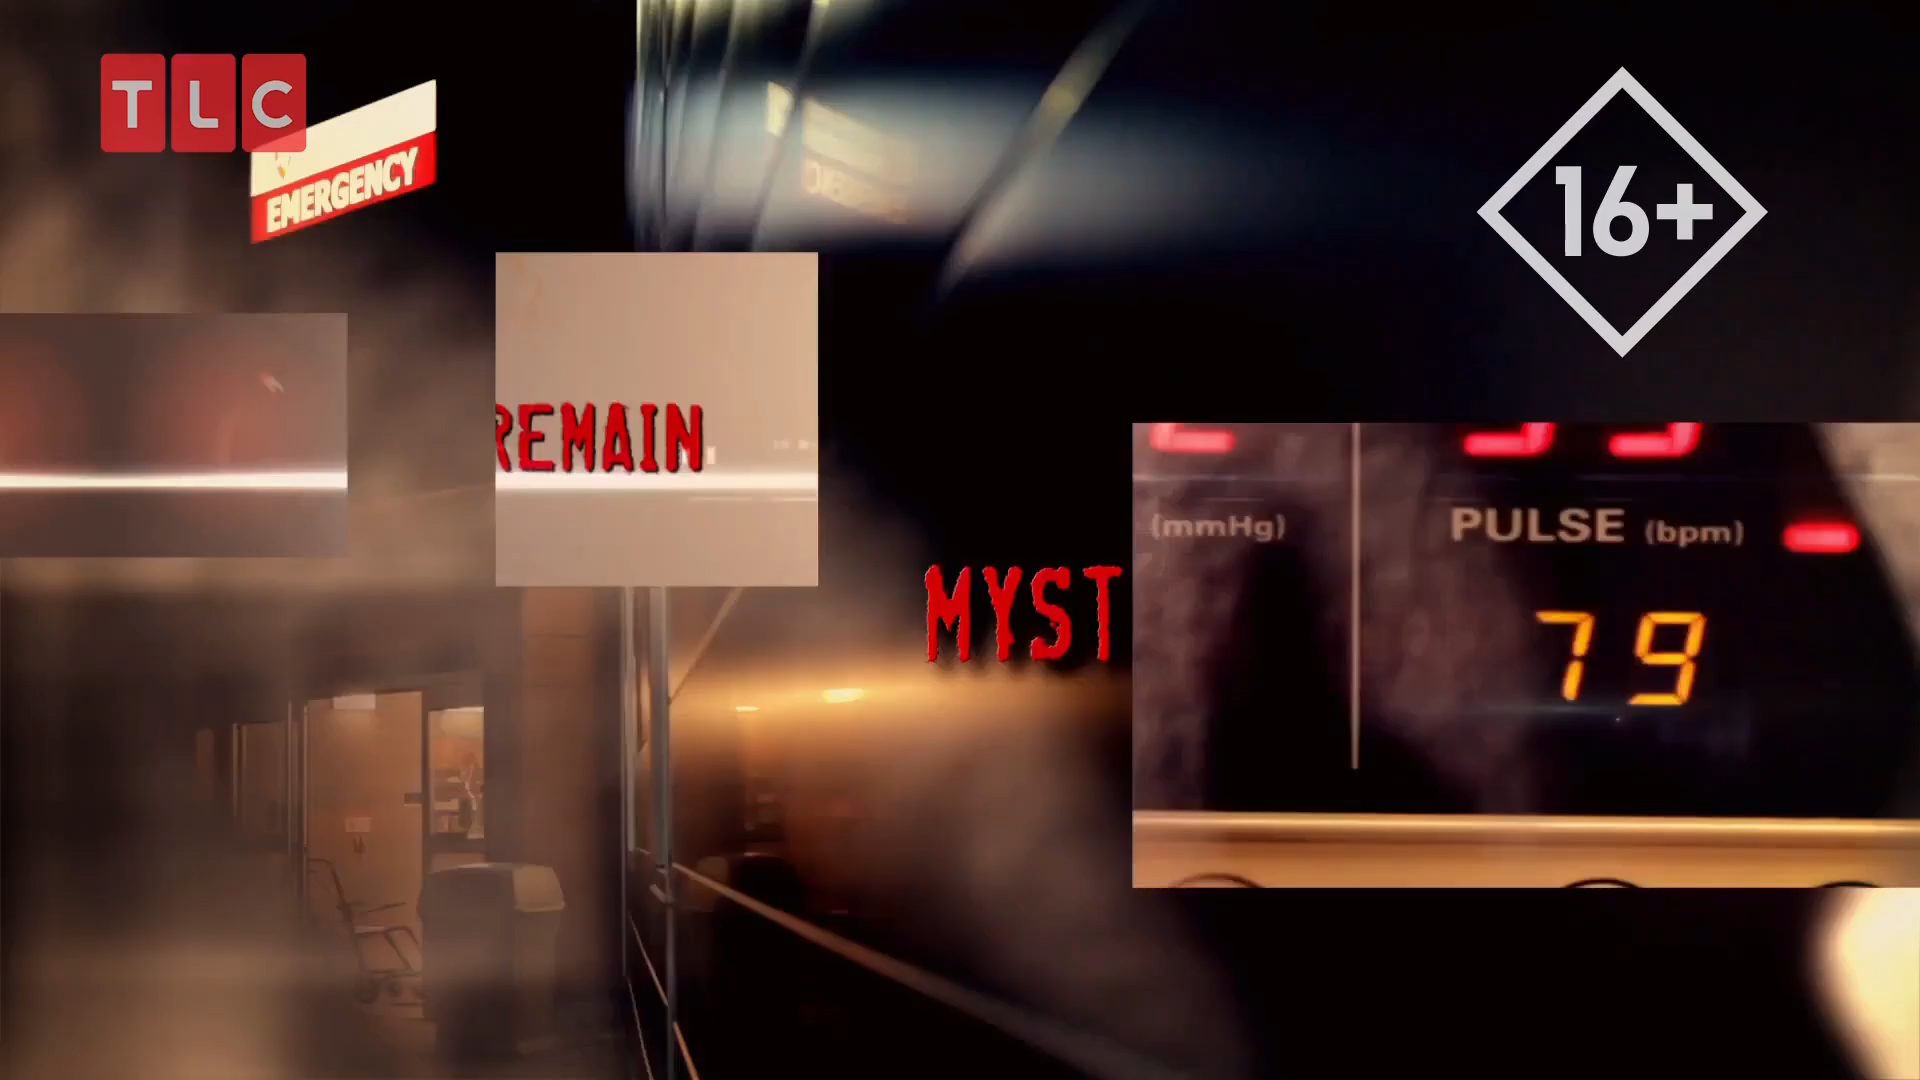 TLC
EMERGENCY
16+
REMAIN
(mmHg)
PULSE (bpm)
MYST
79